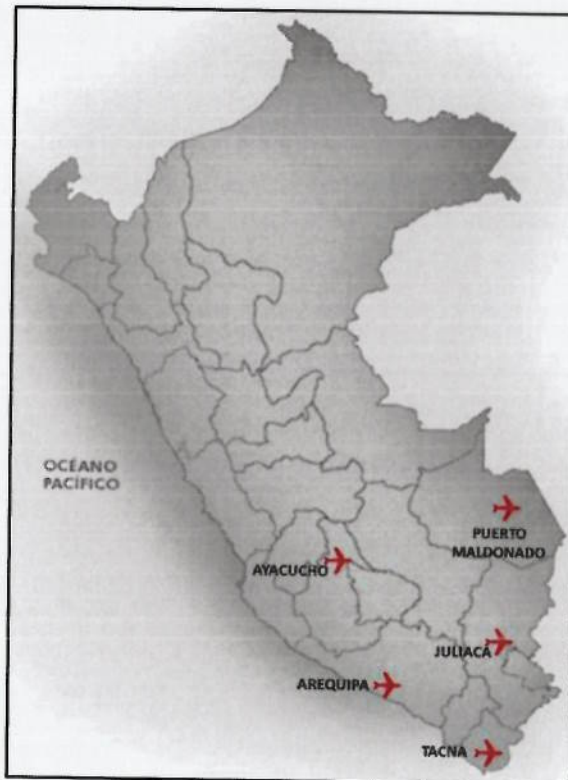 OCÉANO
PACÍFICO
PUERTO
MALDONADO
AYACUCHO
JULIACA
AREQUIPA
TACNA